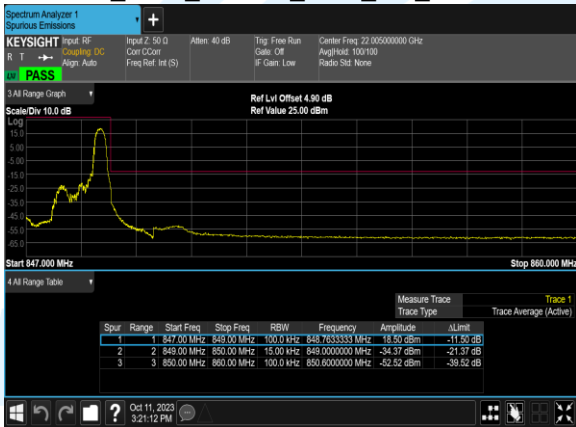 Spectrum Analyzer 1
Spurious Emissions
+
KEYSIGHT Input: RF Input Z: 50 Ω Atten: 40 dB Trig: Free Run Center Freq: 22.005000000 GHz
R T Coupling: DC Corr CCorr Gate: Off Avg|Hold: 100/100
Align: Auto Freq Ref: Int (S) IF Gain: Low Radio Std: None
PASS
3 All Range Graph
Ref Lvl Offset 4.90 dB
Scale/Div 10.0 dB Ref Value 25.00 dBm
Log
15.0
5.00
-5.00
-15.0
-25.0
-35.0
-45.0
-55.0
-65.0
Start 847.000 MHz Stop 860.000 MHz
4 All Range Table
Measure Trace Trace 1
Trace Type Trace Average (Active)
Spur Range Start Freq Stop Freq RBW Frequency Amplitude ΔLimit
1 1 847.00 MHz 849.00 MHz 100.0 kHz 848.7633333 MHz 18.50 dBm -11.50 dB
2 2 849.00 MHz 850.00 MHz 15.00 kHz 849.0000000 MHz -34.37 dBm -21.37 dB
3 3 850.00 MHz 860.00 MHz 100.0 kHz 850.6000000 MHz -52.52 dBm -39.52 dB
? Oct 11, 2023
3:21:12 PM